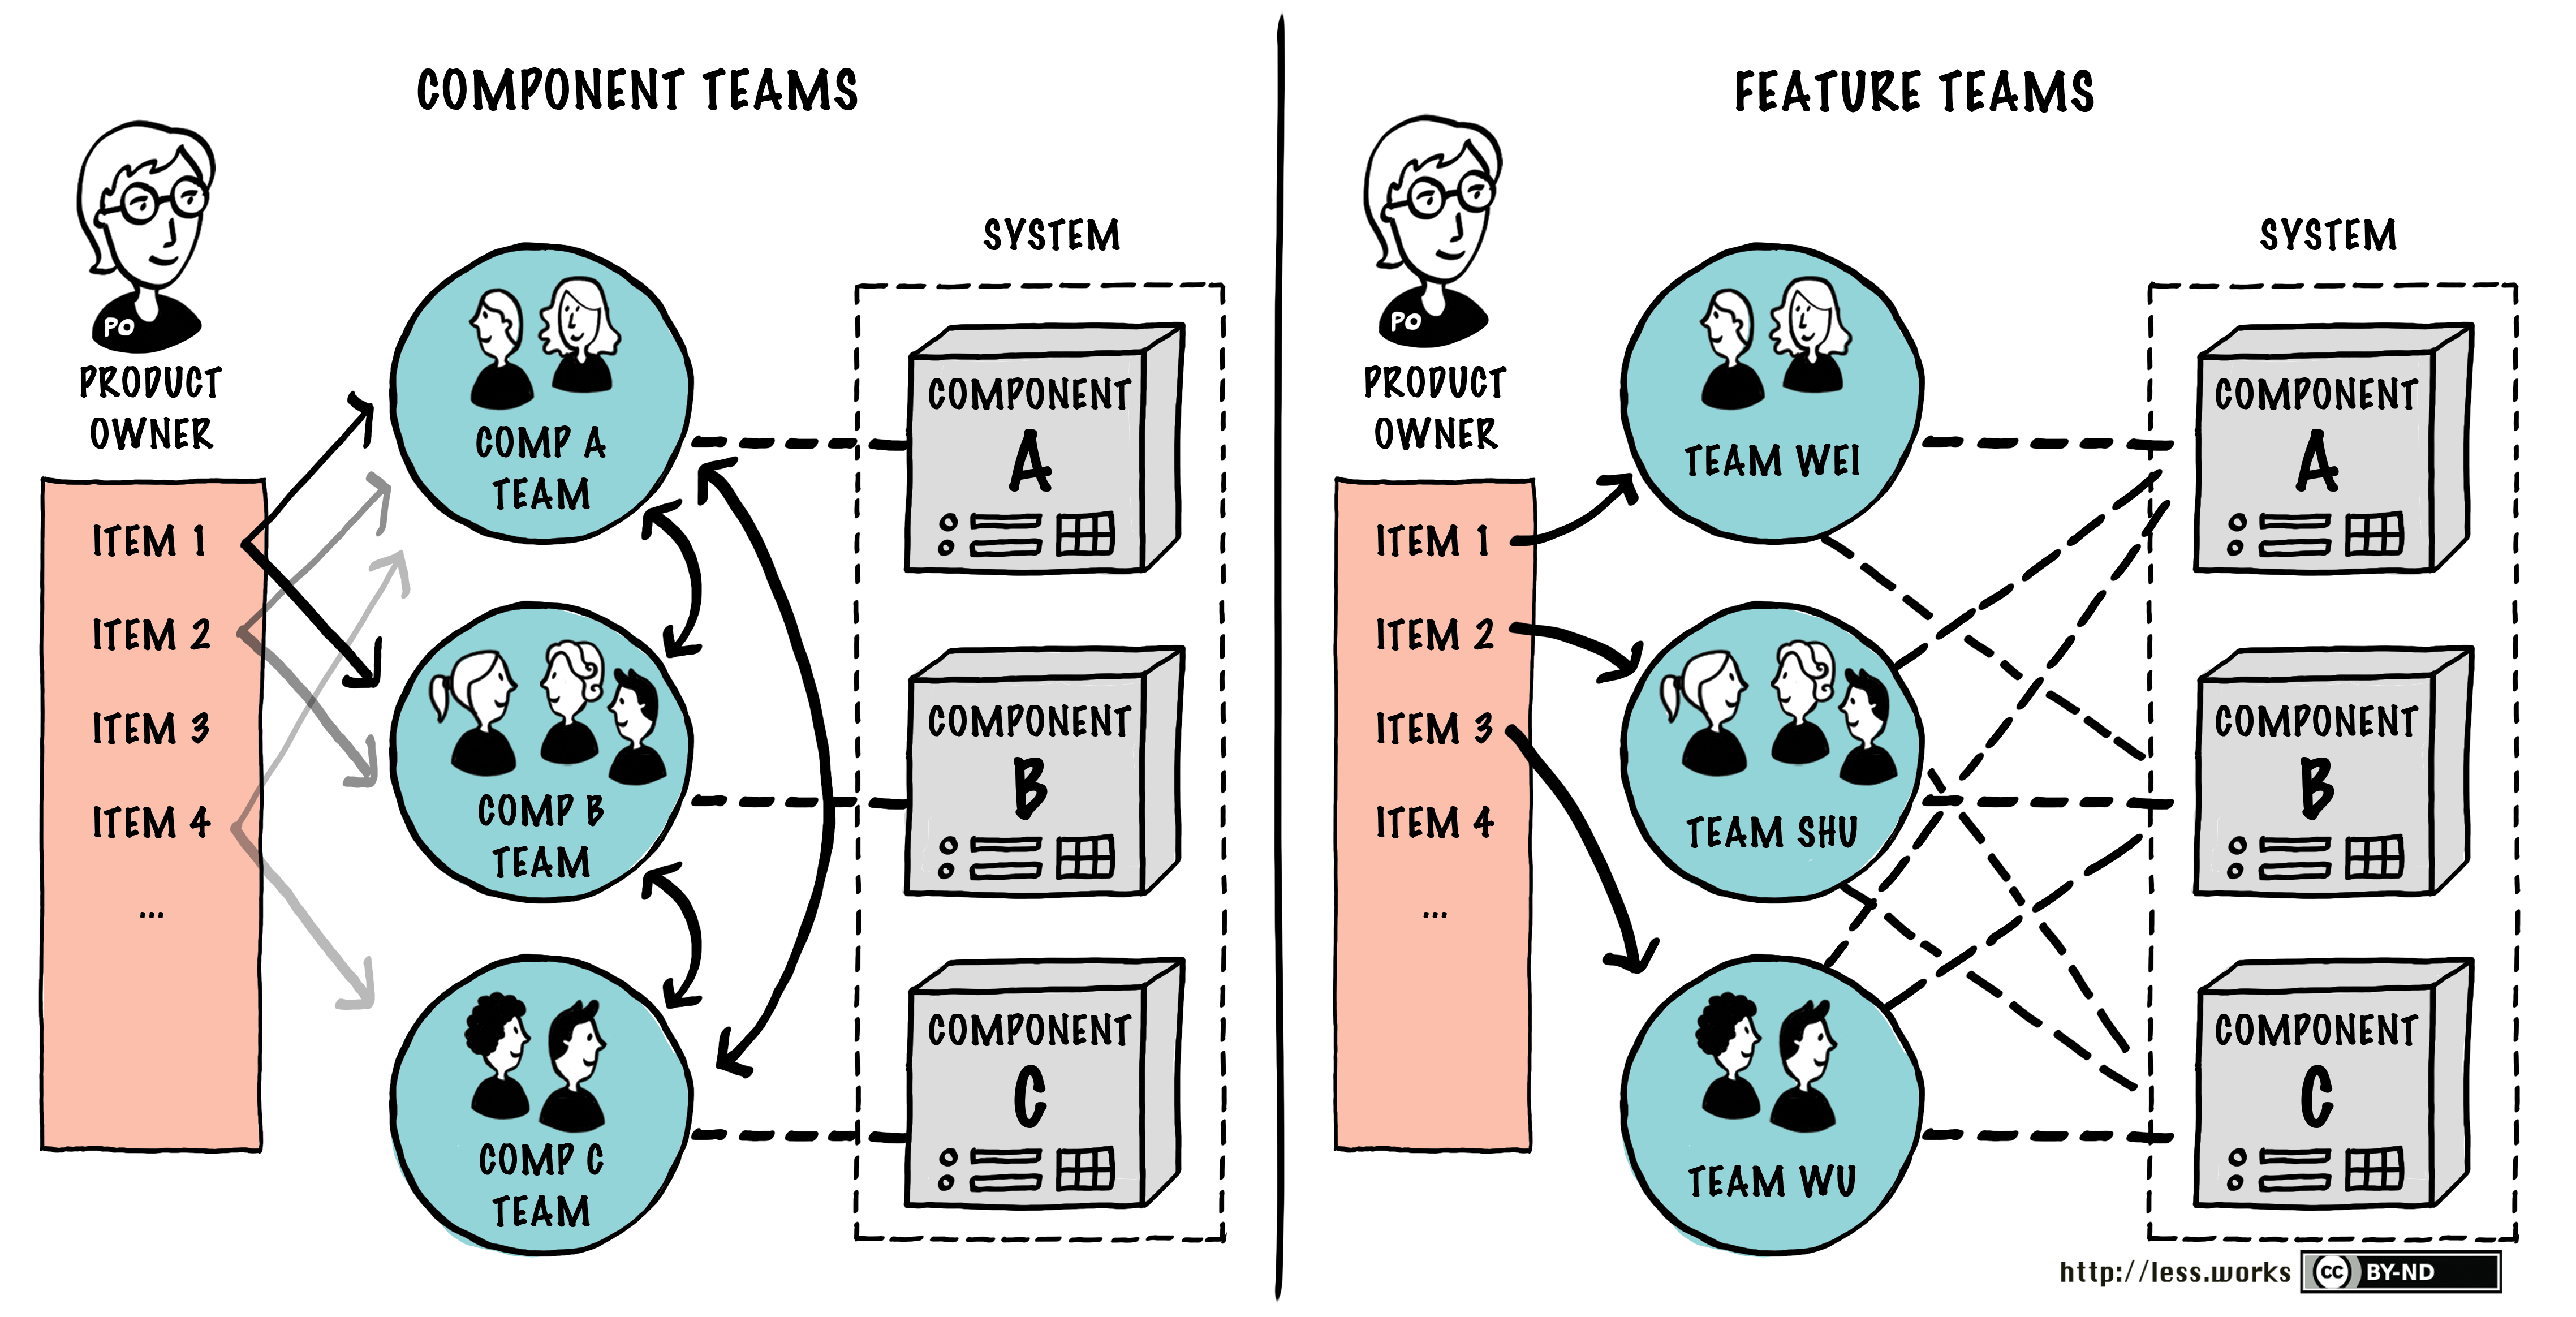 COMPONENT TEAMS
PO
PRODUCT
OWNER
ITEM 1
ITEM 2
ITEM 3
ITEM 4
...
COMP A
TEAM
COMP B
TEAM
COMP C
TEAM
SYSTEM
COMPONENT
A
COMPONENT
B
COMPONENT
C
FEATURE TEAMS
PO
PRODUCT
OWNER
ITEM 1
ITEM 2
ITEM 3
ITEM 4
...
TEAM WEI
TEAM SHU
TEAM WU
SYSTEM
COMPONENT
A
COMPONENT
B
COMPONENT
C
http://less.works
cc BY-ND